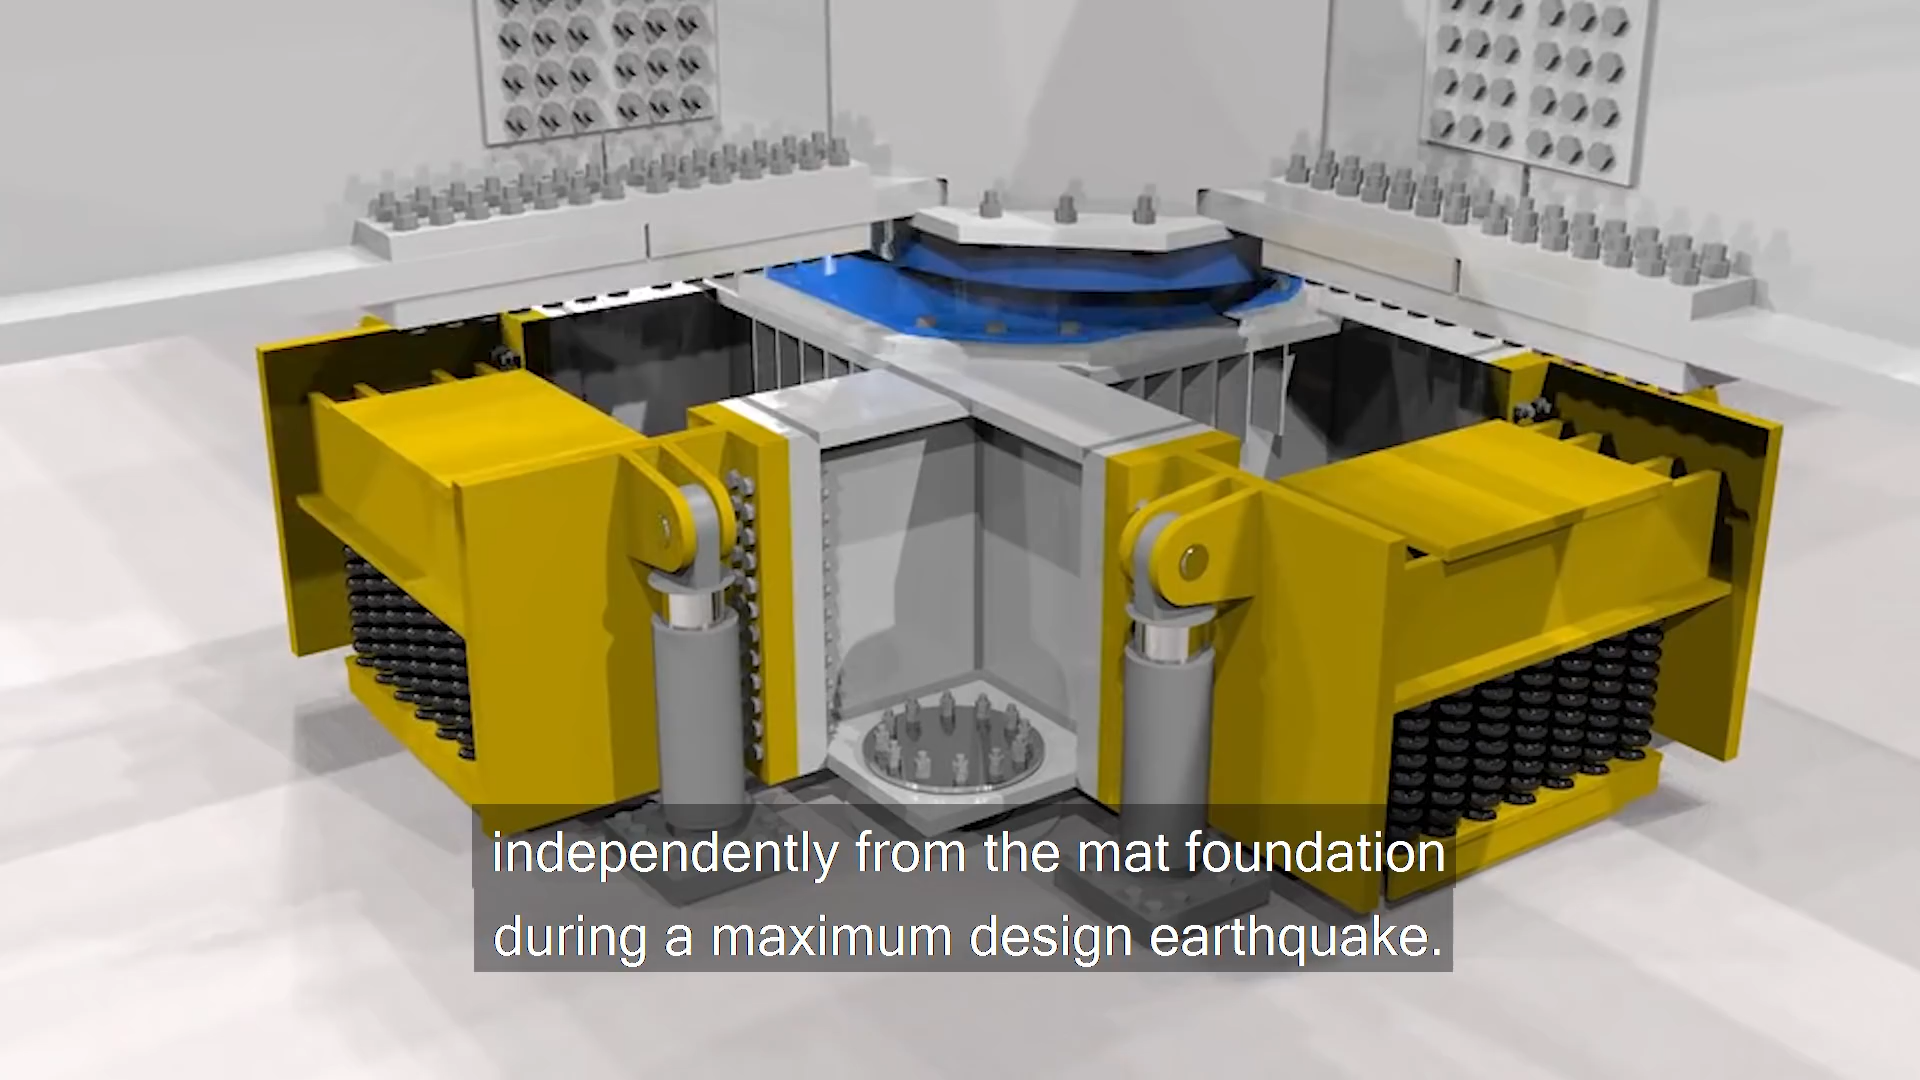 independently from the mat foundation
during a maximum design earthquake.